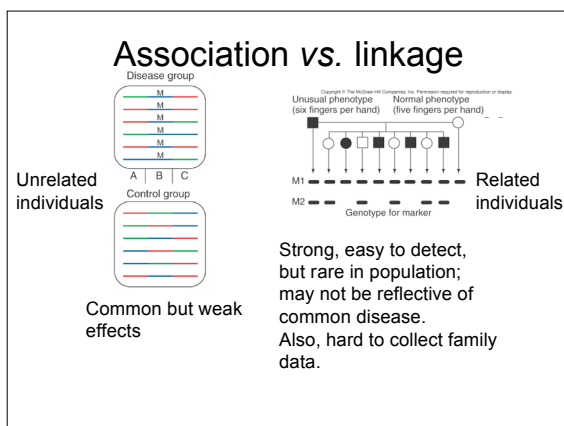 Association vs. linkage
Disease group
M
M
M
M
M
M
A B C
Unrelated
individuals
Control group
Common but weak
effects
Copyright © The McGraw-Hill Companies, Inc. Permission required for reproduction or display
Unusual phenotype
(six fingers per hand)
Normal phenotype
(five fingers per hand)
M1
M2
Genotype for marker
Related
individuals
Strong, easy to detect,
but rare in population;
may not be reflective of
common disease.
Also, hard to collect family
data.